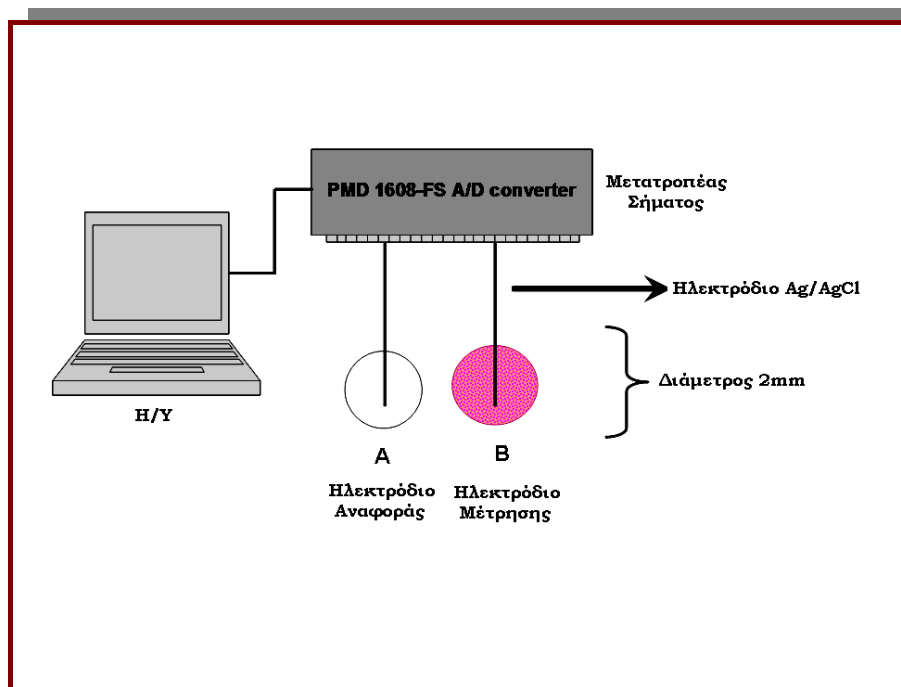 PMD 1608-FS A/D converter
Μετατροπέας
Σήματος
Ηλεκτρόδιο Ag/AgCl
Διάμετρος 2mm
Η/Υ
A
B
Ηλεκτρόδιο
Αναφοράς
Ηλεκτρόδιο
Μέτρησης